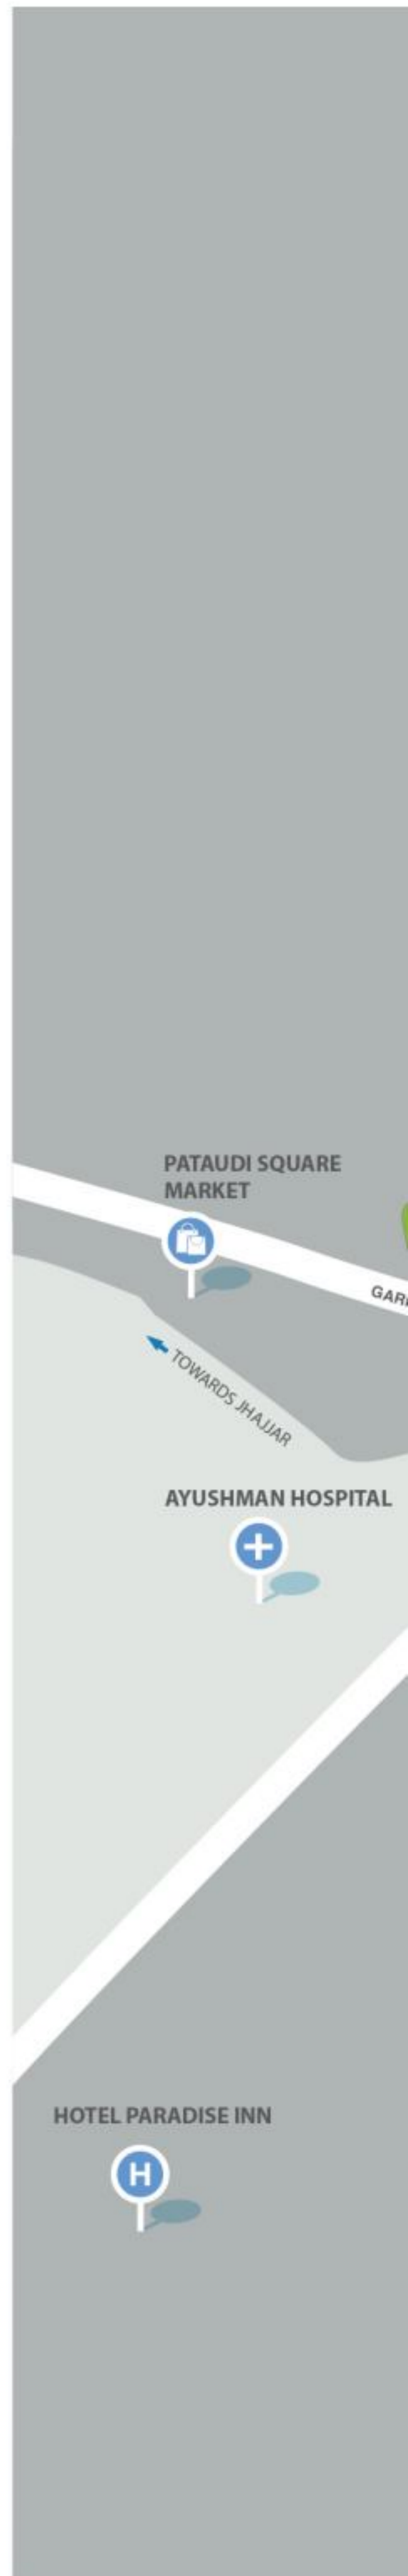 PATAUDI SQUARE
MARKET
TOWARDS JHAJJAR
AYUSHMAN HOSPITAL
HOTEL PARADISE INN
H